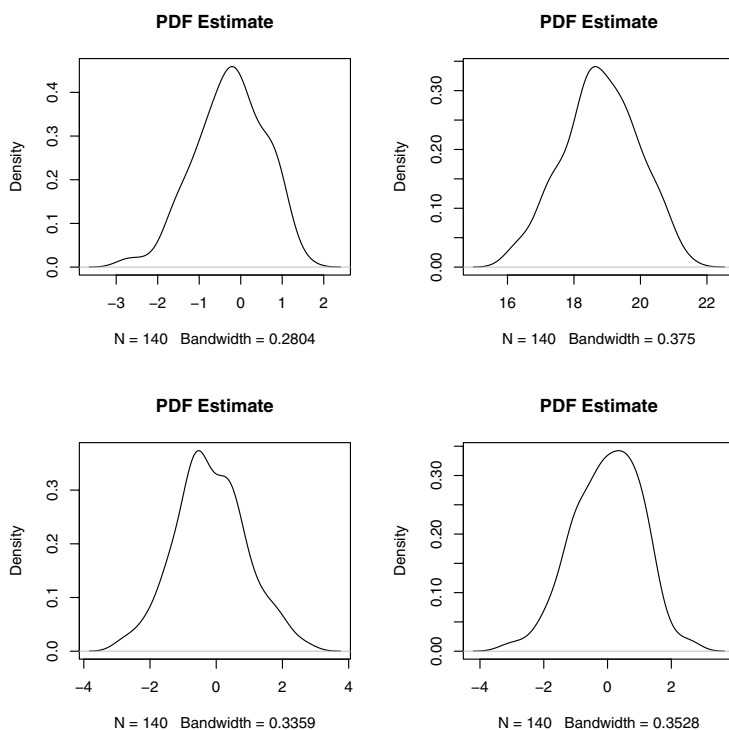 PDF Estimate
Density
0.0 0.1 0.2 0.3 0.4
−3 −2 −1 0 1 2
N = 140 Bandwidth = 0.2804
PDF Estimate
Density
0.00 0.10 0.20 0.30
16 18 20 22
N = 140 Bandwidth = 0.375
PDF Estimate
Density
0.0 0.1 0.2 0.3
−4 −2 0 2 4
N = 140 Bandwidth = 0.3359
PDF Estimate
Density
0.00 0.10 0.20 0.30
−4 −2 0 2
N = 140 Bandwidth = 0.3528